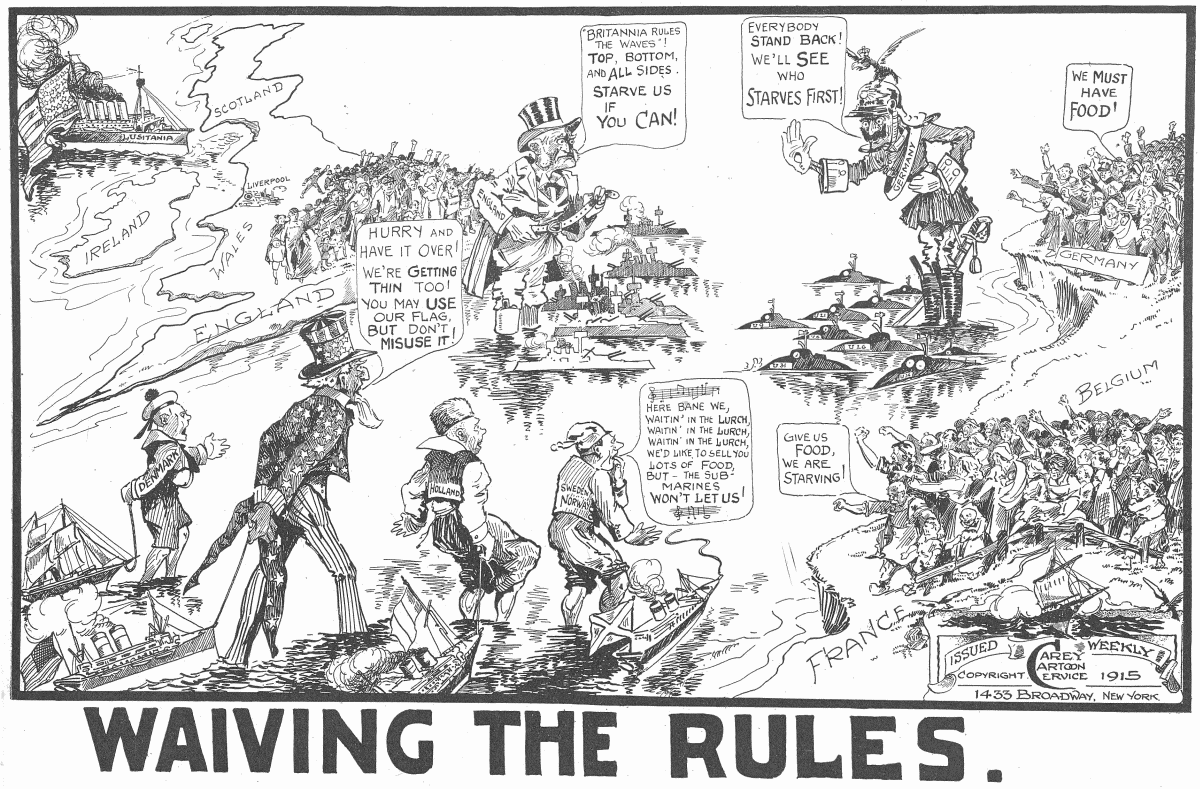 "BRITANNIA RULES
THE WAVES"!
TOP, BOTTOM,
AND ALL SIDES.
STARVE US
IF
YOU CAN!
EVERYBODY
STAND BACK!
WE'LL SEE
WHO
STARVES FIRST!
WE MUST
HAVE
FOOD!
SCOTLAND
LUSITANIA
LIVERPOOL
IRELAND
WALES
ENGLAND
ENGLAND
GERMANY
GERMANY
HURRY AND
HAVE IT OVER!
WE'RE GETTING
THIN TOO!
YOU MAY USE
OUR FLAG,
BUT DON'T
MISUSE IT!
U 9
U 26
U 31
BELGIUM
HERE BANE WE,
WAITIN' IN THE LURCH,
WAITIN' IN THE LURCH,
WAITIN' IN THE LURCH,
WE'D LIKE TO SELL YOU
LOTS OF FOOD,
BUT - THE SUB-
MARINES
WON'T LET US!
GIVE US
FOOD,
WE ARE
STARVING!
DENMARK
HOLLAND
SWEDEN
NORWAY
FRANCE
ISSUED WEEKLY
COPYRIGHT CAREY CARTOON SERVICE 1915
1433 BROADWAY, NEW YORK
WAIVING THE RULES.